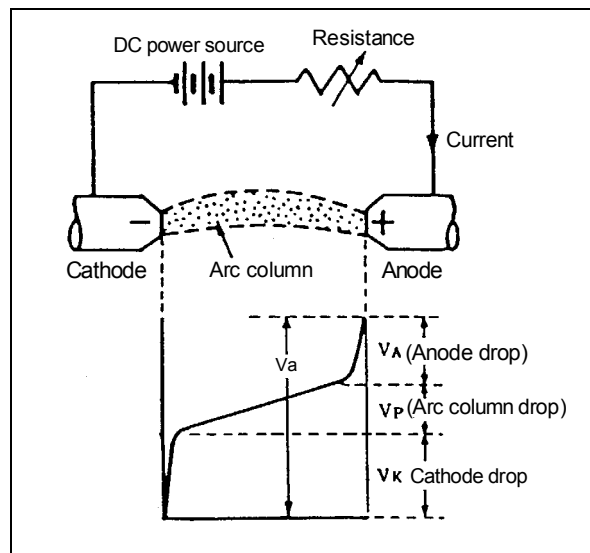 DC power source
Resistance
Current
−
+
Cathode
Arc column
Anode
Va
VA (Anode drop)
VP (Arc column drop)
VK Cathode drop